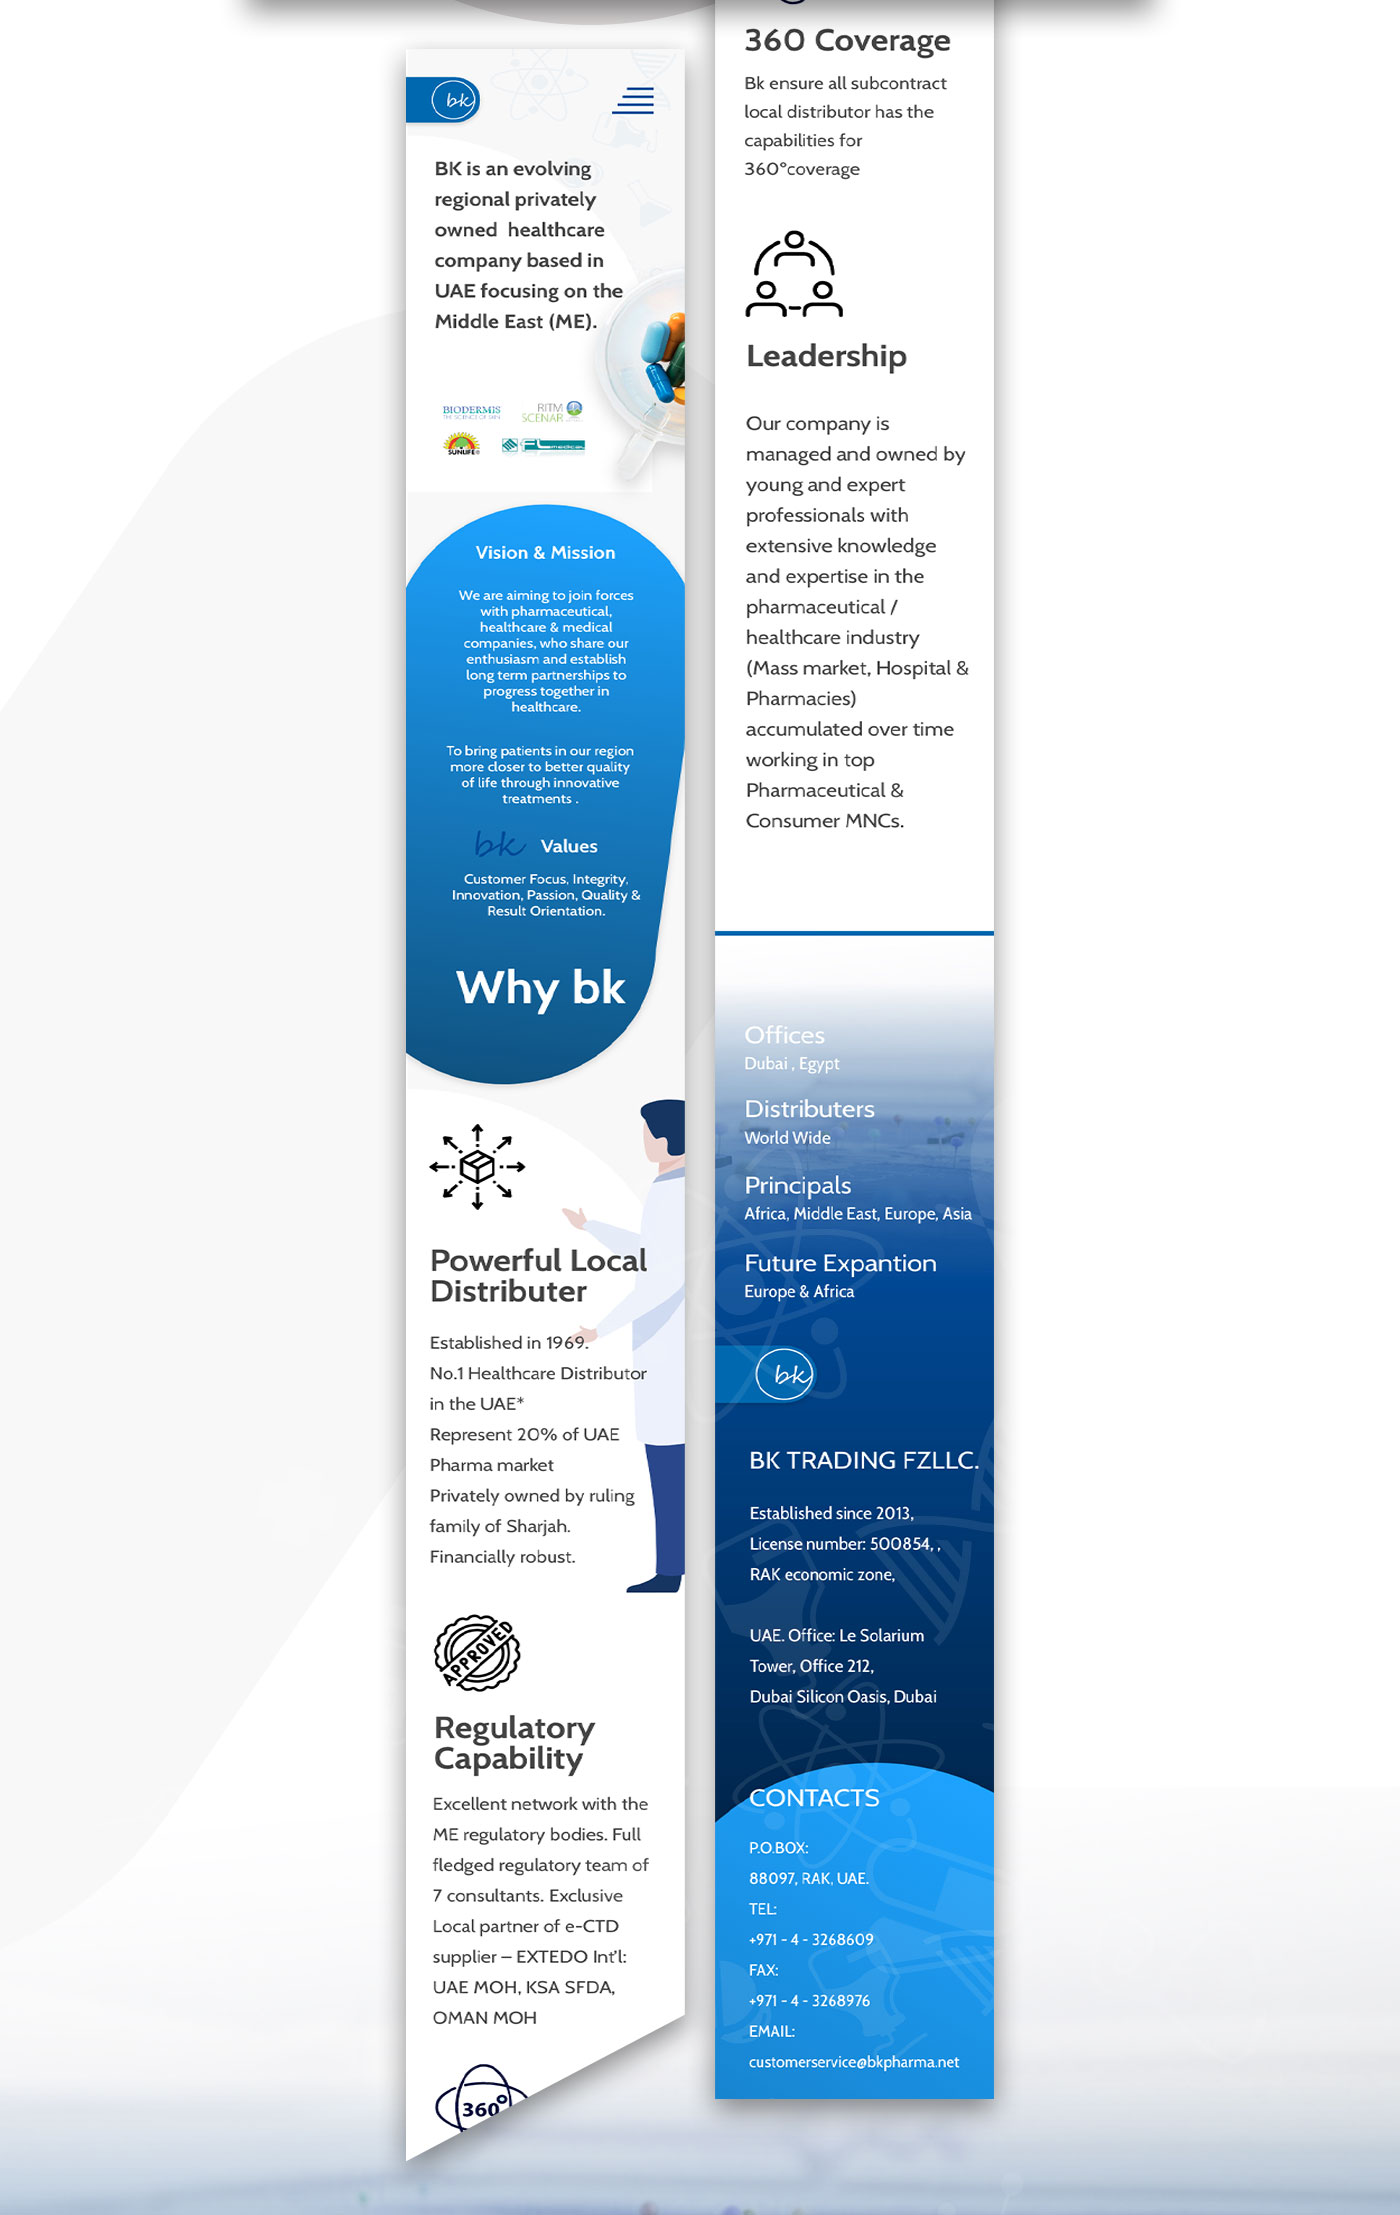 bk
BK is an evolving
regional privately
owned healthcare
company based in
UAE focusing on the
Middle East (ME).
BIODERMIS
THE SCIENCE OF SKIN
RITM
SCENAR
SUNLIFE®
FL medical
Vision & Mission
We are aiming to join forces
with pharmaceutical,
healthcare & medical
companies, who share our
enthusiasm and establish
long term partnerships to
progress together in
healthcare.
To bring patients in our region
more closer to better quality
of life through innovative
treatments .
bk Values
Customer Focus, Integrity,
Innovation, Passion, Quality &
Result Orientation.
Why bk
Powerful Local
Distributer
Established in 1969.
No.1 Healthcare Distributor
in the UAE*
Represent 20% of UAE
Pharma market
Privately owned by ruling
family of Sharjah.
Financially robust.
APPROVED
Regulatory
Capability
Excellent network with the
ME regulatory bodies. Full
fledged regulatory team of
7 consultants. Exclusive
Local partner of e-CTD
supplier – EXTEDO Int'l:
UAE MOH, KSA SFDA,
OMAN MOH
360°
360 Coverage
Bk ensure all subcontract
local distributor has the
capabilities for
360°coverage
Leadership
Our company is
managed and owned by
young and expert
professionals with
extensive knowledge
and expertise in the
pharmaceutical /
healthcare industry
(Mass market, Hospital &
Pharmacies)
accumulated over time
working in top
Pharmaceutical &
Consumer MNCs.
Offices
Dubai , Egypt
Distributers
World Wide
Principals
Africa, Middle East, Europe, Asia
Future Expantion
Europe & Africa
bk
BK TRADING FZLLC.
Established since 2013,
License number: 500854, ,
RAK economic zone,
UAE. Office: Le Solarium
Tower, Office 212,
Dubai Silicon Oasis, Dubai
CONTACTS
P.O.BOX:
88097, RAK, UAE.
TEL:
+971 - 4 - 3268609
FAX:
+971 - 4 - 3268976
EMAIL:
customerservice@bkpharma.net